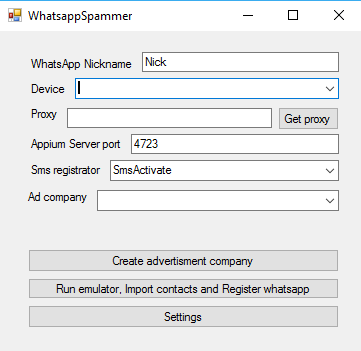 WhatsappSpammer
WhatsApp Nickname Nick
Device
Proxy Get proxy
Appium Server port 4723
Sms registrator SmsActivate
Ad company
Create advertisment company
Run emulator, Import contacts and Register whatsapp
Settings